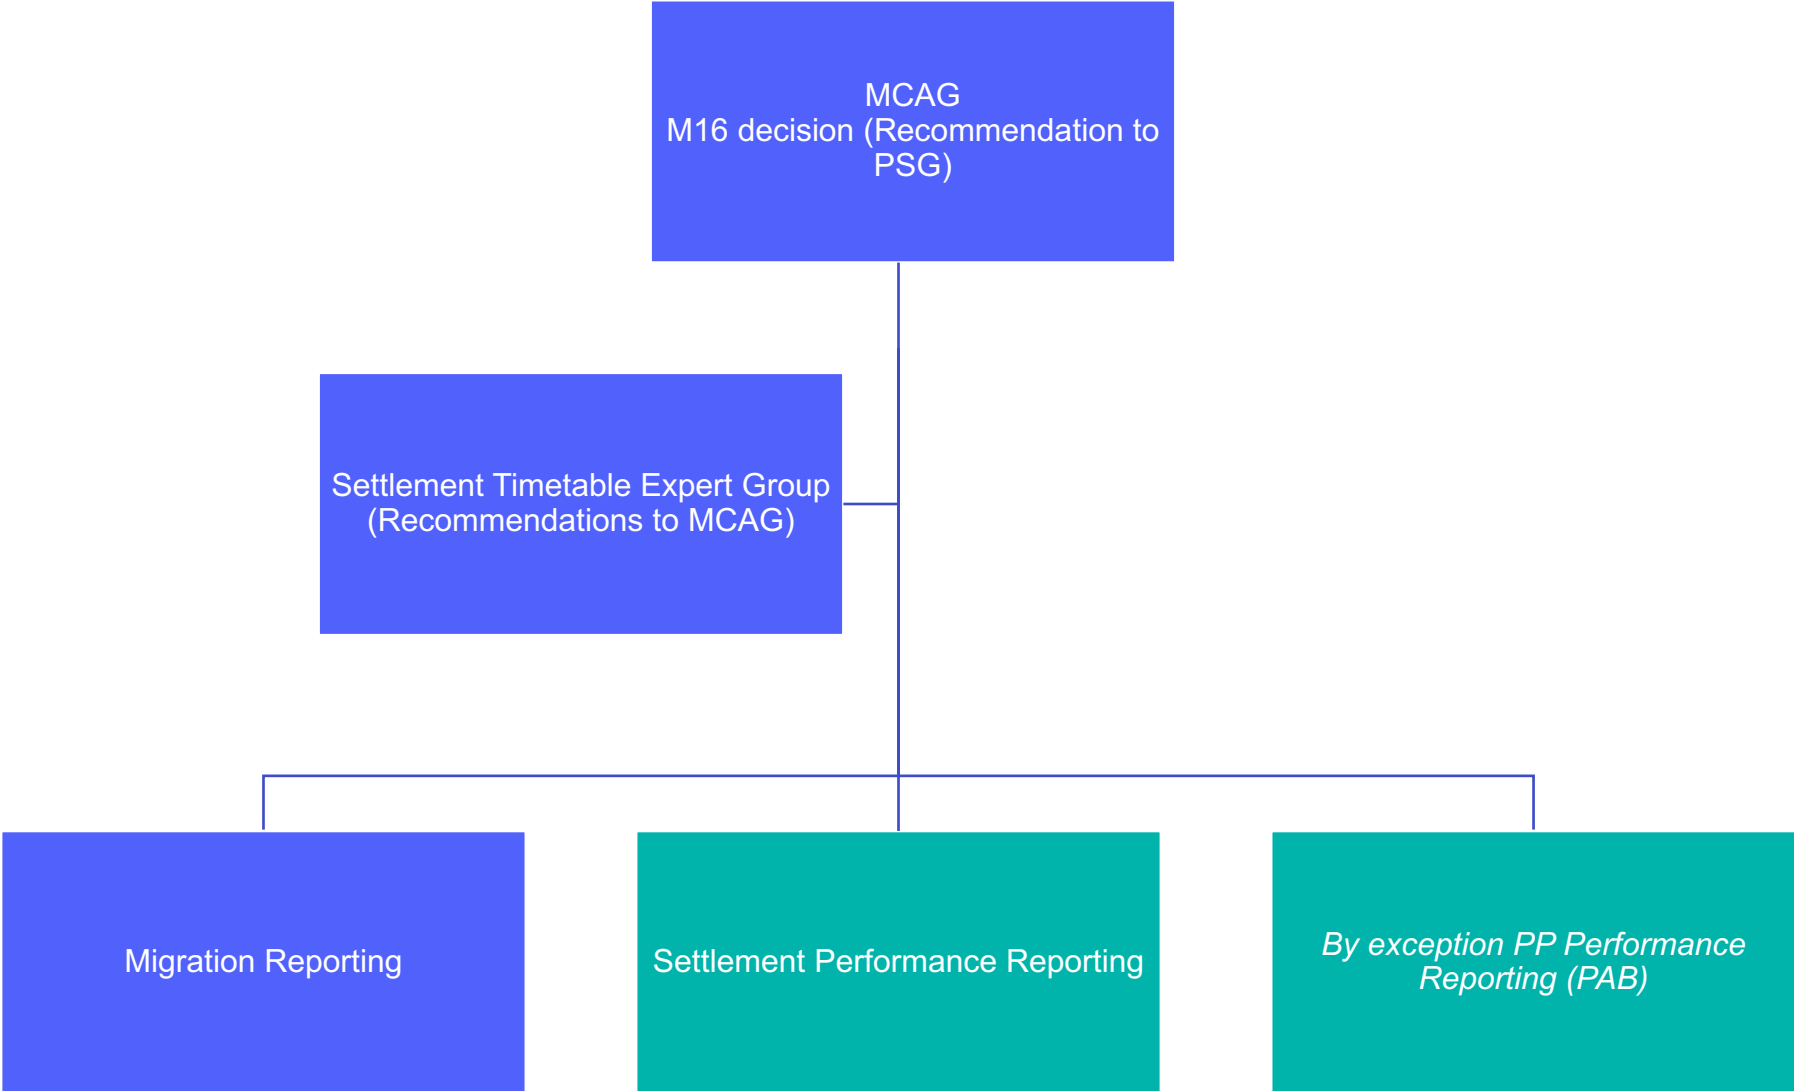 MCAG
M16 decision (Recommendation to
PSG)
Settlement Timetable Expert Group
(Recommendations to MCAG)
Migration Reporting
Settlement Performance Reporting
By exception PP Performance
Reporting (PAB)